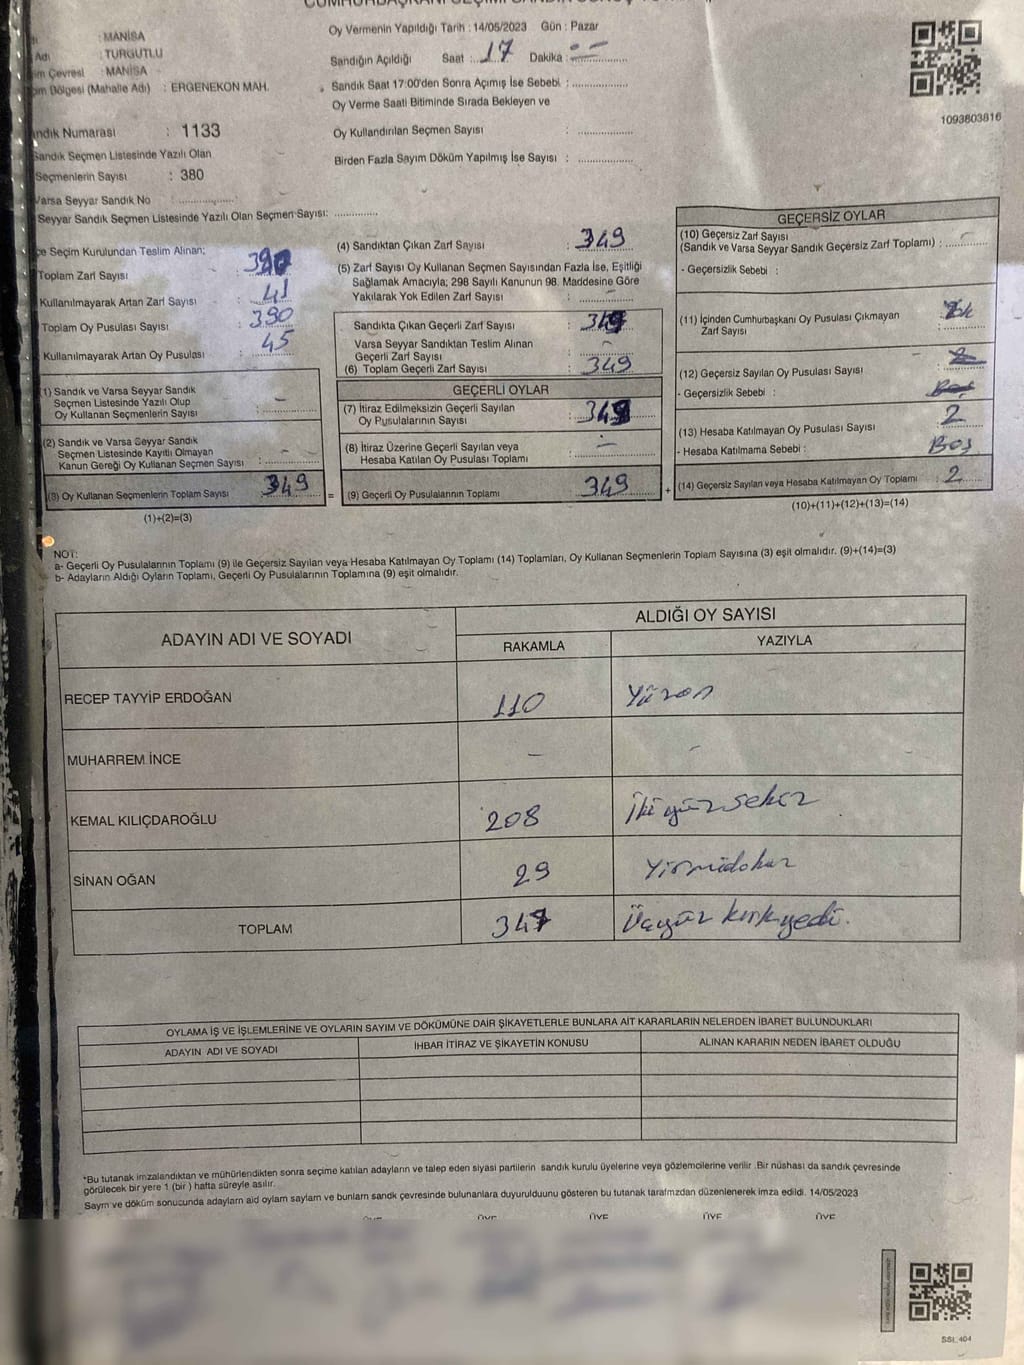 : MANİSA
Adı : TURGUTLU
im Çevresi : MANİSA
Bölgesi (Mahalle Adı) : ERGENEKON MAH.
Oy Vermenin Yapıldığı Tarih : 14/05/2023 Gün : Pazar
Sandığın Açıldığı Saat : 17 Dakika : --
Sandık Saat 17:00'den Sonra Açımış İse Sebebi : ..................
Oy Verme Saati Bitiminde Sırada Bekleyen ve
Oy Kullandırılan Seçmen Sayısı : ..................
Birden Fazla Sayım Döküm Yapılmış İse Sayısı : ..................
1093803816
andık Numarası : 1133
Sandık Seçmen Listesinde Yazılı Olan
Seçmenlerin Sayısı : 380
Varsa Seyyar Sandık No ..................
Seyyar Sandık Seçmen Listesinde Yazılı Olan Seçmen Sayısı: ..............
çe Seçim Kurulundan Teslim Alınan;
Toplam Zarf Sayısı : 390
Kullanılmayarak Artan Zarf Sayısı : 41
Toplam Oy Pusulası Sayısı : 390
Kullanılmayarak Artan Oy Pusulası : 45
(1) Sandık ve Varsa Seyyar Sandık
Seçmen Listesinde Yazılı Olup
Oy Kullanan Seçmenlerin Sayısı : -
(2) Sandık ve Varsa Seyyar Sandık
Seçmen Listesinde Kayıtlı Olmayan
Kanun Gereği Oy Kullanan Seçmen Sayısı : -
(3) Oy Kullanan Seçmenlerin Toplam Sayısı : 349 =
(1)+(2)=(3)
(4) Sandıktan Çıkan Zarf Sayısı : 349
(5) Zarf Sayısı Oy Kullanan Seçmen Sayısından Fazla İse, Eşitliği
Sağlamak Amacıyla; 298 Sayılı Kanunun 98. Maddesine Göre
Yakılarak Yok Edilen Zarf Sayısı : ..............
Sandıkta Çıkan Geçerli Zarf Sayısı : 349
Varsa Seyyar Sandıktan Teslim Alınan
Geçerli Zarf Sayısı : -
(6) Toplam Geçerli Zarf Sayısı : 349
GEÇERLİ OYLAR
(7) İtiraz Edilmeksizin Geçerli Sayılan
Oy Pusulalarının Sayısı : 349
(8) İtiraz Üzerine Geçerli Sayılan veya
Hesaba Katılan Oy Pusulası Toplamı : -
(9) Geçerli Oy Pusulalarının Toplamı : 349 +
GEÇERSİZ OYLAR
(10) Geçersiz Zarf Sayısı
(Sandık ve Varsa Seyyar Sandık Geçersiz Zarf Toplamı) : -
- Geçersizlik Sebebi :
(11) İçinden Cumhurbaşkanı Oy Pusulası Çıkmayan
Zarf Sayısı :
(12) Geçersiz Sayılan Oy Pusulası Sayısı : 2
- Geçersizlik Sebebi : Boş
(13) Hesaba Katılmayan Oy Pusulası Sayısı : 2
- Hesaba Katılmama Sebebi : Boş
(14) Geçersiz Sayılan veya Hesaba Katılmayan Oy Toplamı : 2
(10)+(11)+(12)+(13)=(14)
NOT:
a- Geçerli Oy Pusulalarının Toplamı (9) ile Geçersiz Sayılan veya Hesaba Katılmayan Oy Toplamı (14) Toplamları, Oy Kullanan Seçmenlerin Toplam Sayısına (3) eşit olmalıdır. (9)+(14)=(3)
b- Adayların Aldığı Oyların Toplamı, Geçerli Oy Pusulalarının Toplamına (9) eşit olmalıdır.
ADAYIN ADI VE SOYADI
ALDIĞI OY SAYISI
RAKAMLA YAZIYLA
RECEP TAYYİP ERDOĞAN 110 Yüzon
MUHARREM İNCE - -
KEMAL KILIÇDAROĞLU 208 İkiyüzsekiz
SİNAN OĞAN 29 Yirmidokuz
TOPLAM 347 Üçyüz kırkyedi.
OYLAMA İŞ VE İŞLEMLERİNE VE OYLARIN SAYIM VE DÖKÜMÜNE DAİR ŞİKAYETLERLE BUNLARA AİT KARARLARIN NELERDEN İBARET BULUNDUKLARI
ADAYIN ADI VE SOYADI İHBAR İTİRAZ VE ŞİKAYETİN KONUSU ALINAN KARARIN NEDEN İBARET OLDUĞU
*Bu tutanak imzalandıktan ve mühürlendikten sonra seçime katılan adayların ve talep eden siyasi partilerin sandık kurulu üyelerine veya gözlemcilerine verilir .Bir nüshası da sandık çevresinde
görülecek bir yere 1 (bir ) hafta süreyle asılır.
Sayım ve döküm sonucunda adayların aid oylam saylam ve bunlam sandk çevresinde bulunanlara duyurulduunu gösteren bu tutanak tarafmzdan düzenlenerek imza edildi. 14/05/2023
ÜYE ÜYE ÜYE ÜYE ÜYE
SSI. 404